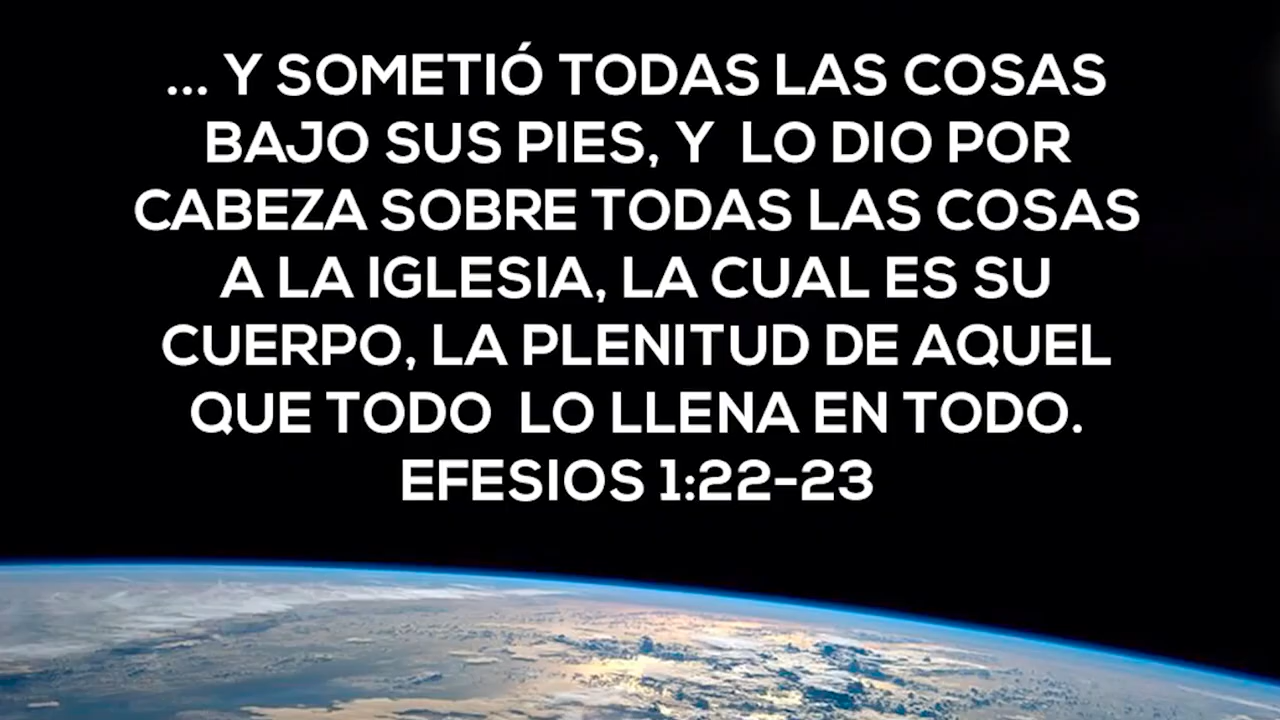 ... Y SOMETIÓ TODAS LAS COSAS
BAJO SUS PIES, Y LO DIO POR
CABEZA SOBRE TODAS LAS COSAS
A LA IGLESIA, LA CUAL ES SU
CUERPO, LA PLENITUD DE AQUEL
QUE TODO LO LLENA EN TODO.
EFESIOS 1:22-23